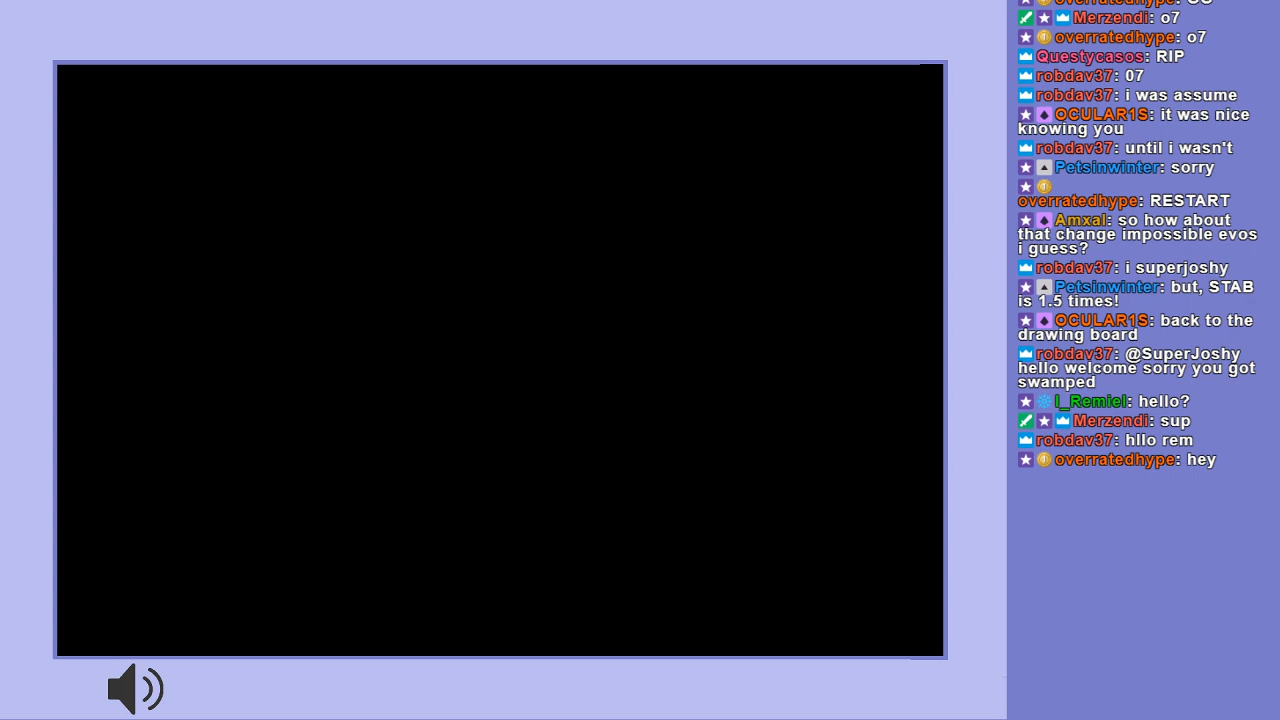 Merzendi: o7
overratedhype: o7
Questycasos: RIP
robdav37: 07
robdav37: i was assume
OCULAR1S: it was nice
knowing you
robdav37: until i wasn't
Petsinwinter: sorry
overratedhype: RESTART
Amxal: so how about
that change impossible evos
i guess?
robdav37: i superjoshy
Petsinwinter: but, STAB
is 1.5 times!
OCULAR1S: back to the
drawing board
robdav37: @SuperJoshy
hello welcome sorry you got
swamped
I_Remiel: hello?
Merzendi: sup
robdav37: hllo rem
overratedhype: hey